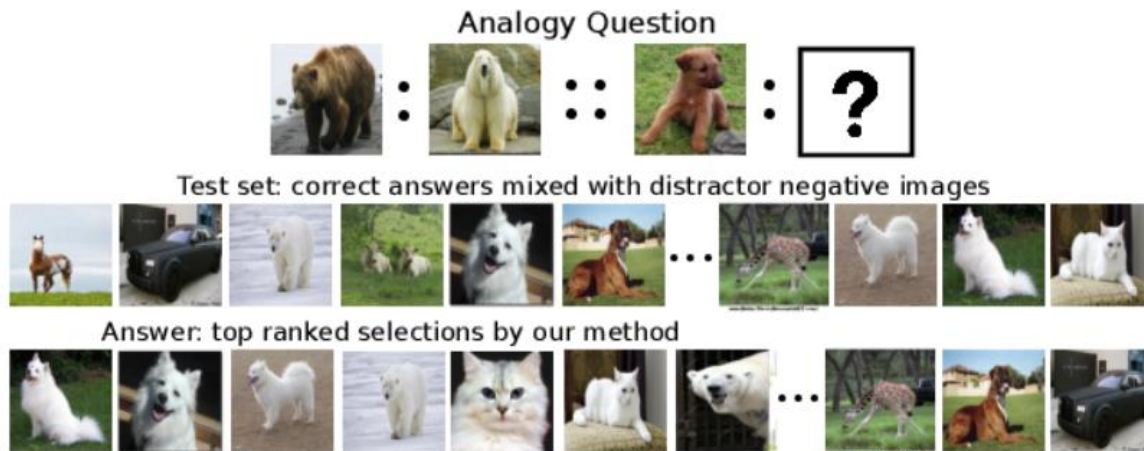 Analogy Question
: :: : ?
Test set: correct answers mixed with distractor negative images
...
Answer: top ranked selections by our method
...